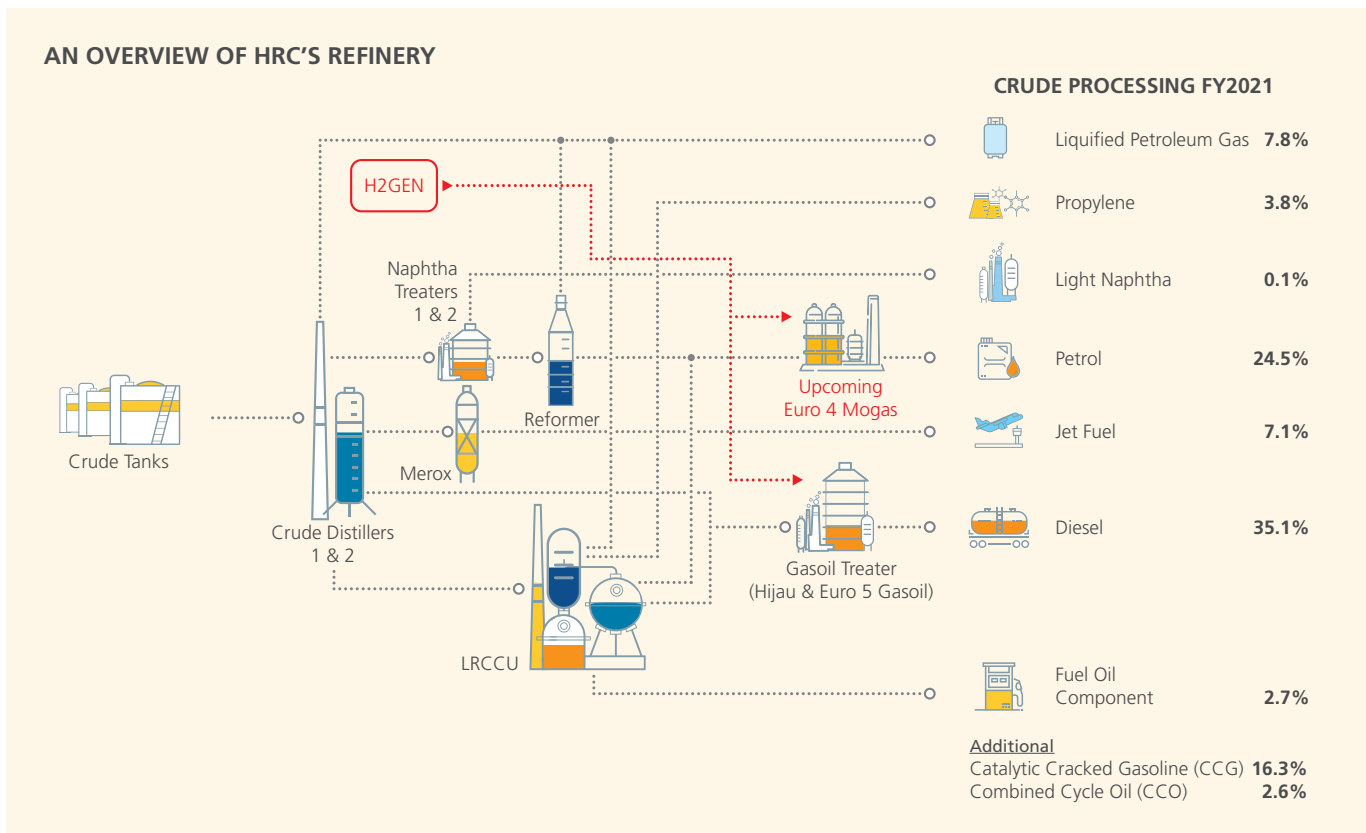 AN OVERVIEW OF HRC’S REFINERY
CRUDE PROCESSING FY2021
Liquified Petroleum Gas 7.8%
H2GEN
Propylene 3.8%
Naphtha
Treaters
1 & 2
Light Naphtha 0.1%
Petrol 24.5%
Upcoming
Euro 4 Mogas
Reformer
Jet Fuel 7.1%
Crude Tanks
Merox
Crude Distillers
1 & 2
Diesel 35.1%
Gasoil Treater
(Hijau & Euro 5 Gasoil)
LRCCU
Fuel Oil
Component 2.7%
Additional
Catalytic Cracked Gasoline (CCG) 16.3%
Combined Cycle Oil (CCO) 2.6%